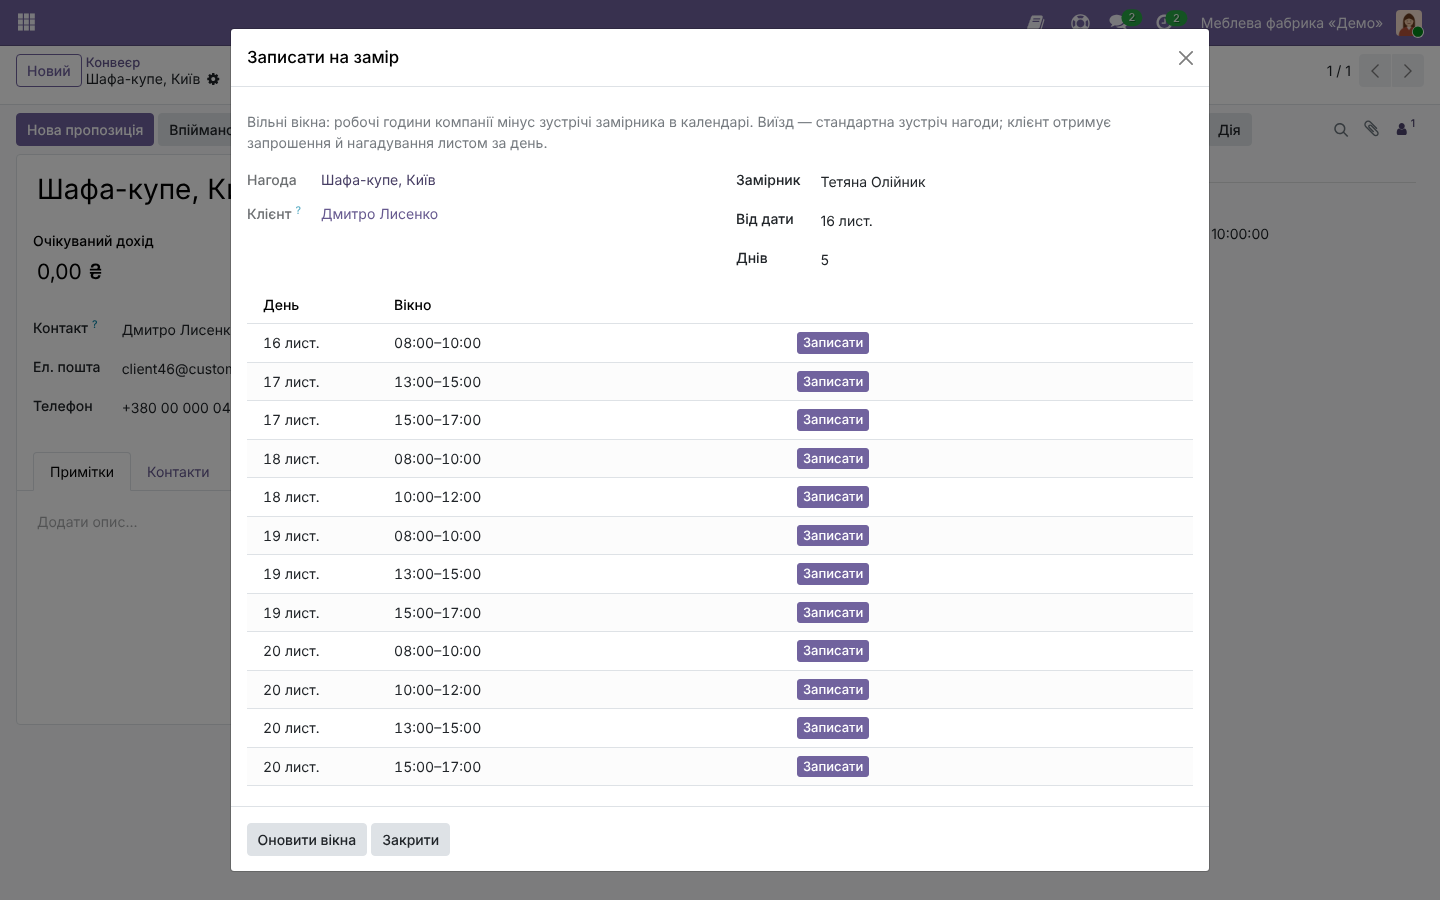 2
2
Меблева фабрика «Демо»
Новий
Конвеєр
Шафа-купе, Київ
1 / 1
Нова пропозиція
Впіймано
Дія
1
Шафа-купе, Ки
Очікуваний дохід
0,00 ₴
10:00:00
Контакт ?
Дмитро Лисенк
Ел. пошта
client46@custom
Телефон
+380 00 000 04
Примітки
Контакти
Додати опис...
Записати на замір
Вільні вікна: робочі години компанії мінус зустрічі замірника в календарі. Виїзд — стандартна зустріч нагоди; клієнт отримує
запрошення й нагадування листом за день.
Нагода
Шафа-купе, Київ
Клієнт ?
Дмитро Лисенко
Замірник
Тетяна Олійник
Від дати
16 лист.
Днів
5
День Вікно
16 лист. 08:00–10:00 Записати
17 лист. 13:00–15:00 Записати
17 лист. 15:00–17:00 Записати
18 лист. 08:00–10:00 Записати
18 лист. 10:00–12:00 Записати
19 лист. 08:00–10:00 Записати
19 лист. 13:00–15:00 Записати
19 лист. 15:00–17:00 Записати
20 лист. 08:00–10:00 Записати
20 лист. 10:00–12:00 Записати
20 лист. 13:00–15:00 Записати
20 лист. 15:00–17:00 Записати
Оновити вікна
Закрити